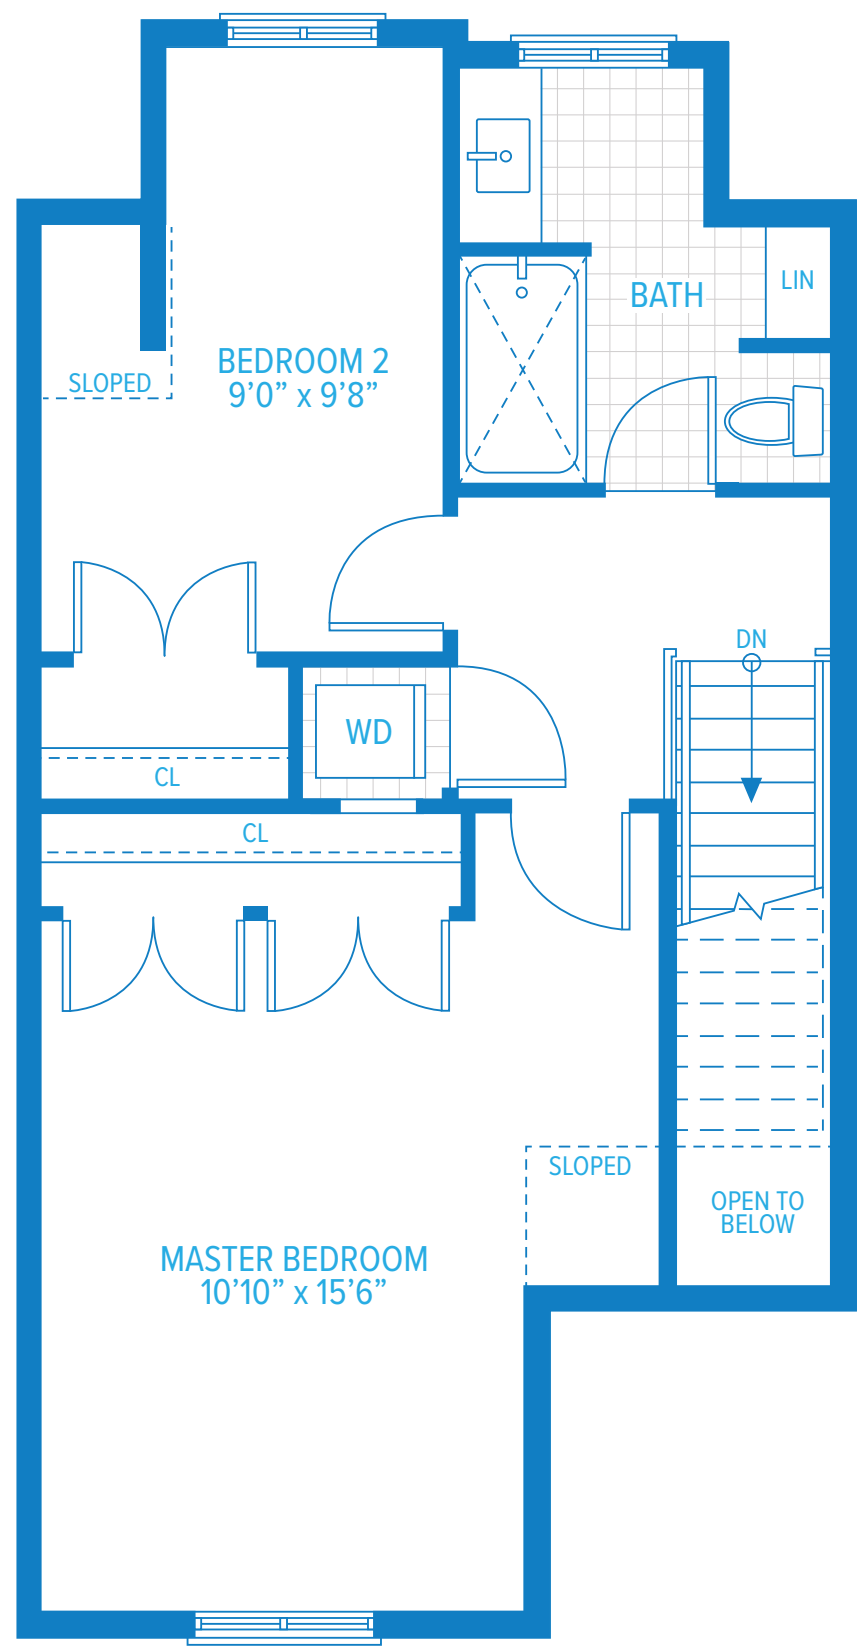 LIN
BATH
BEDROOM 2
9’0” x 9’8”
SLOPED
DN
WD
CL
CL
SLOPED
OPEN TO
BELOW
MASTER BEDROOM
10’10” x 15’6”